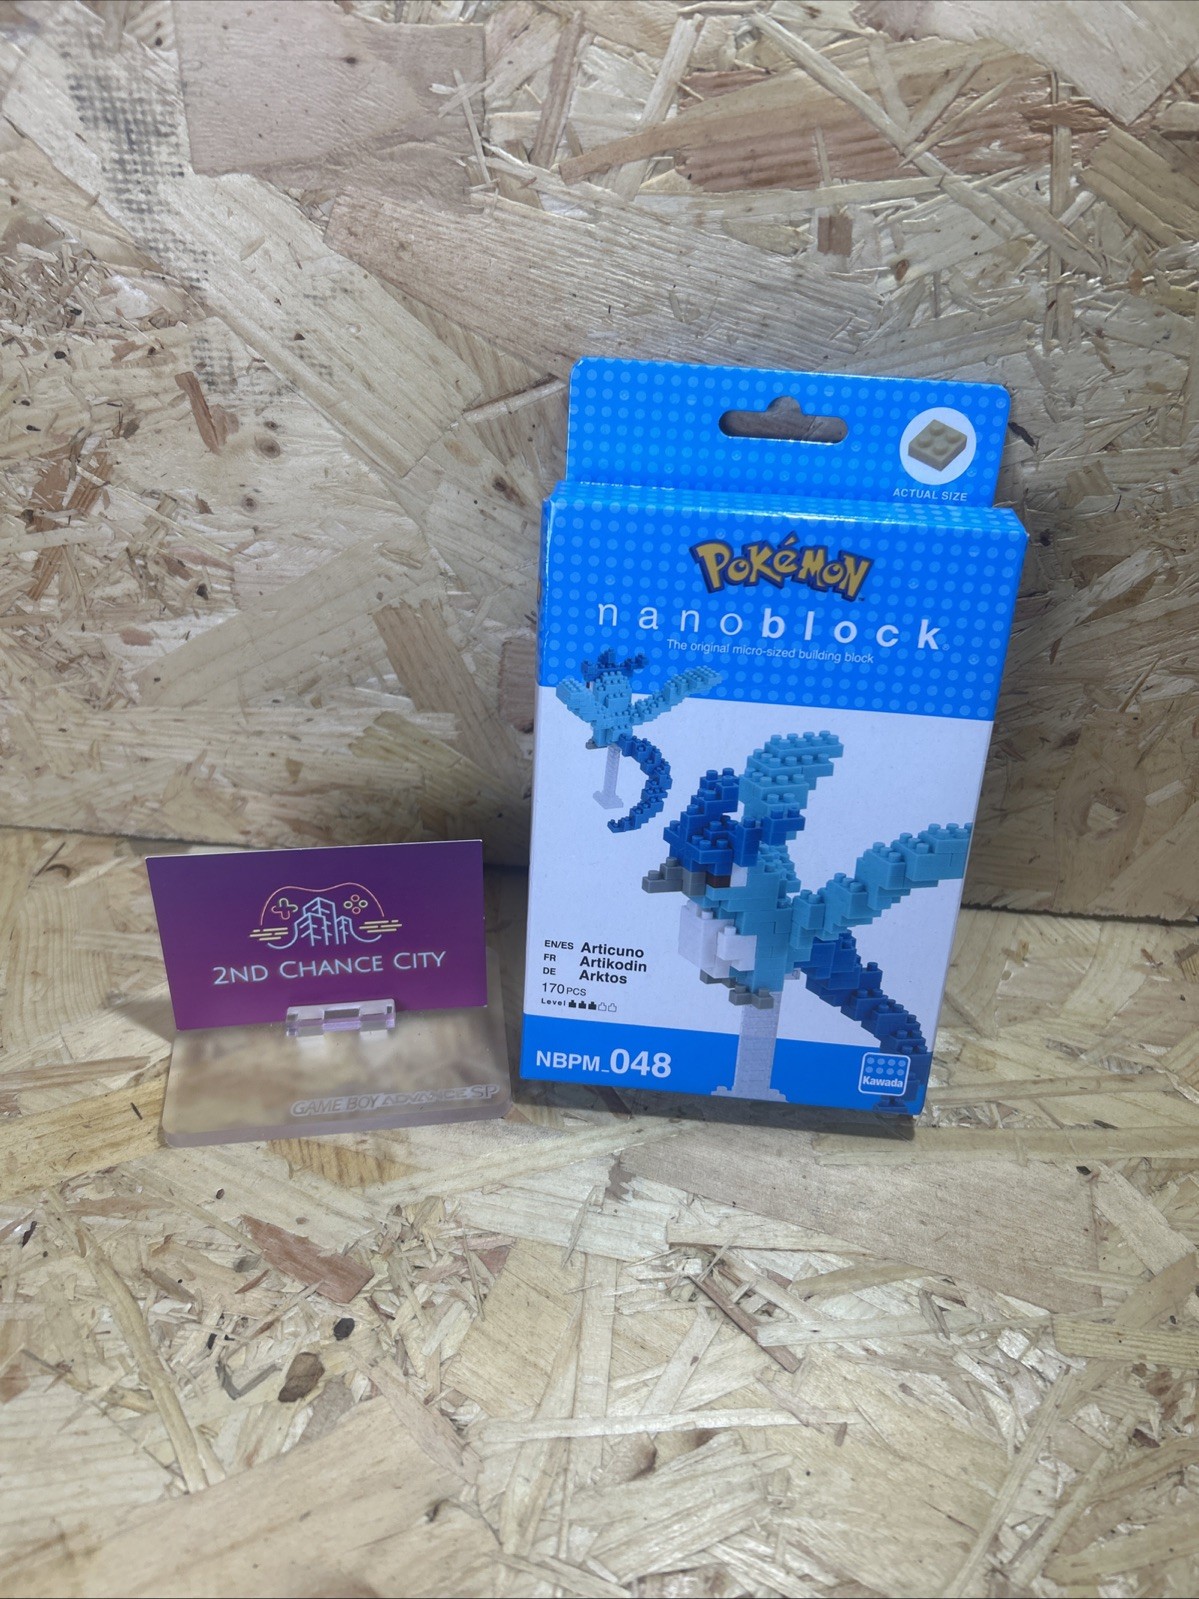 ACTUAL SIZE
POKéMON
nanoblock
The original micro-sized building block
EN/ES Articuno
FR Artikodin
DE Arktos
170 PCS
Level
NBPM_048
Kawada
2ND CHANCE CITY
GAME BOY ADVANCE SP